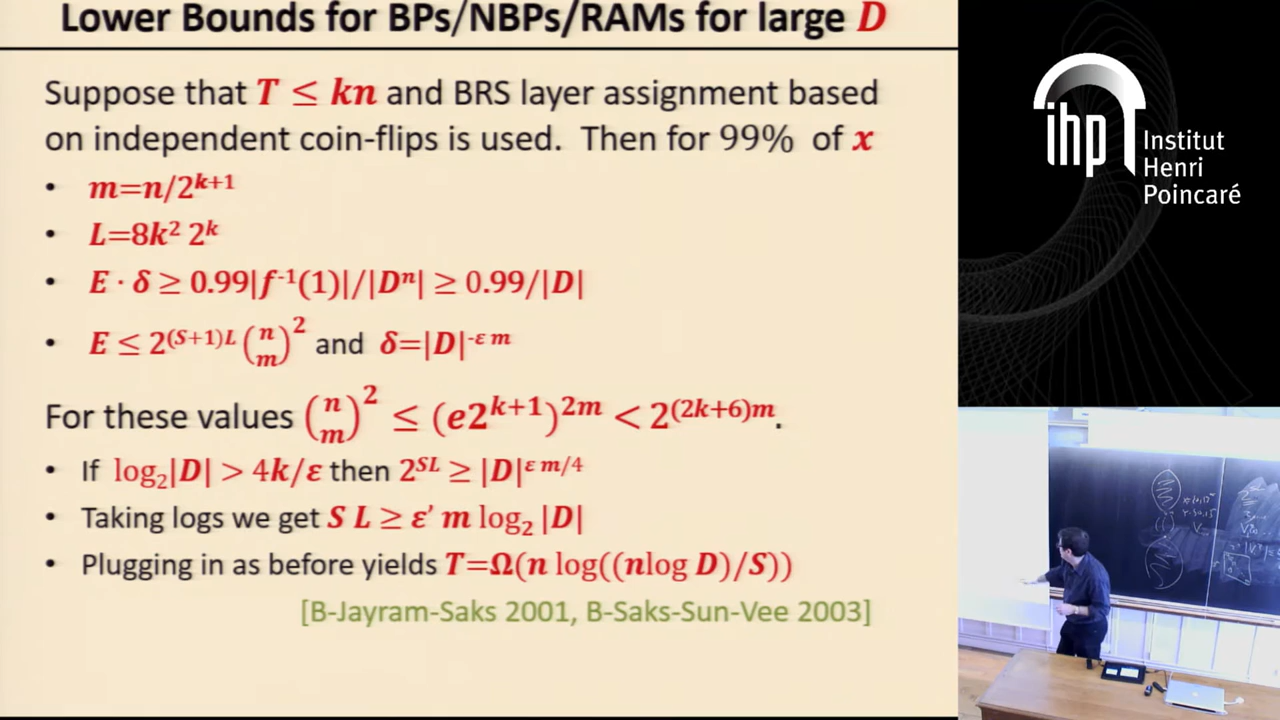 Lower Bounds for BPs/NBPs/RAMs for large D
Suppose that T ≤ kn and BRS layer assignment based
on independent coin-flips is used. Then for 99% of x
• m=n/2^{k+1}
• L=8k² 2^k
• E · δ ≥ 0.99|f⁻¹(1)|/|Dⁿ| ≥ 0.99/|D|
• E ≤ 2^{(S+1)L} (n m)² and δ=|D|^{-ε m}
For these values (n m)² ≤ (e2^{k+1})^{2m} < 2^{(2k+6)m}.
• If log₂|D| > 4k/ε then 2^{SL} ≥ |D|^{ε m/4}
• Taking logs we get S L ≥ ε′ m log₂ |D|
• Plugging in as before yields T=Ω(n log((nlog D)/S))
[B-Jayram-Saks 2001, B-Saks-Sun-Vee 2003]
ihp
Institut
Henri
Poincaré